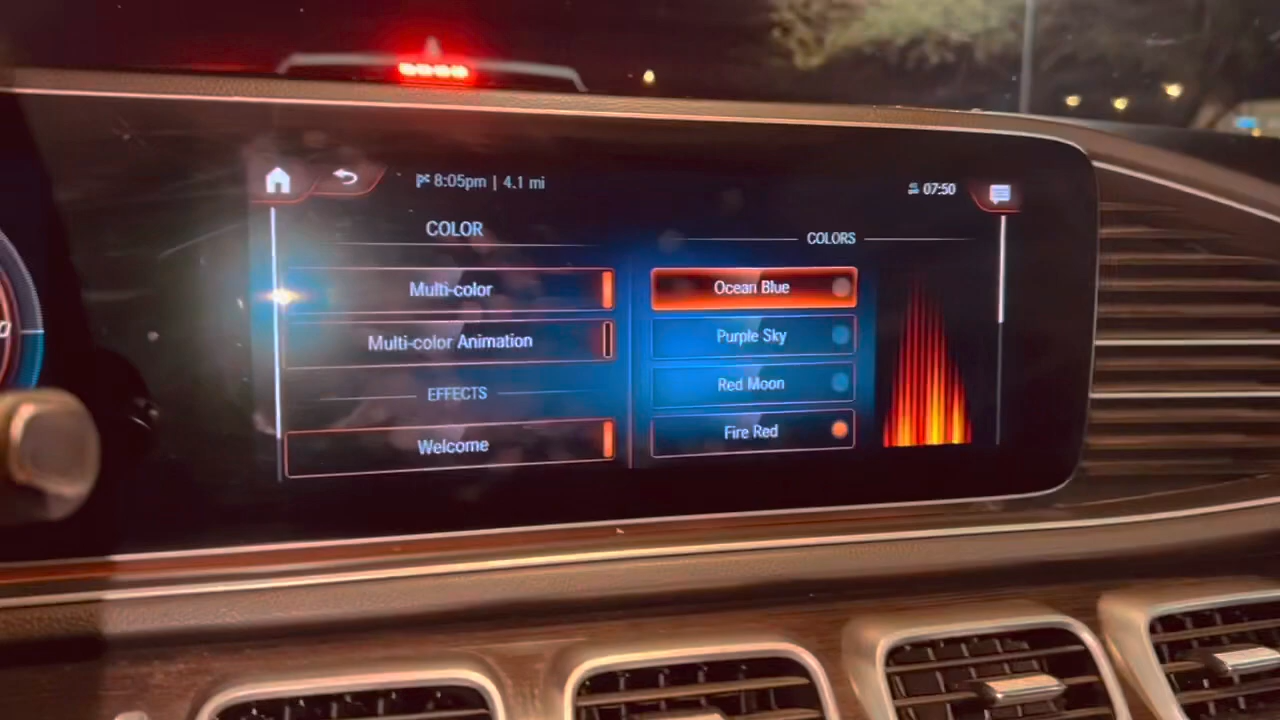 8:05pm | 4.1 mi
07:50
COLOR
Multi-color
Multi-color Animation
EFFECTS
Welcome
COLORS
Ocean Blue
Purple Sky
Red Moon
Fire Red